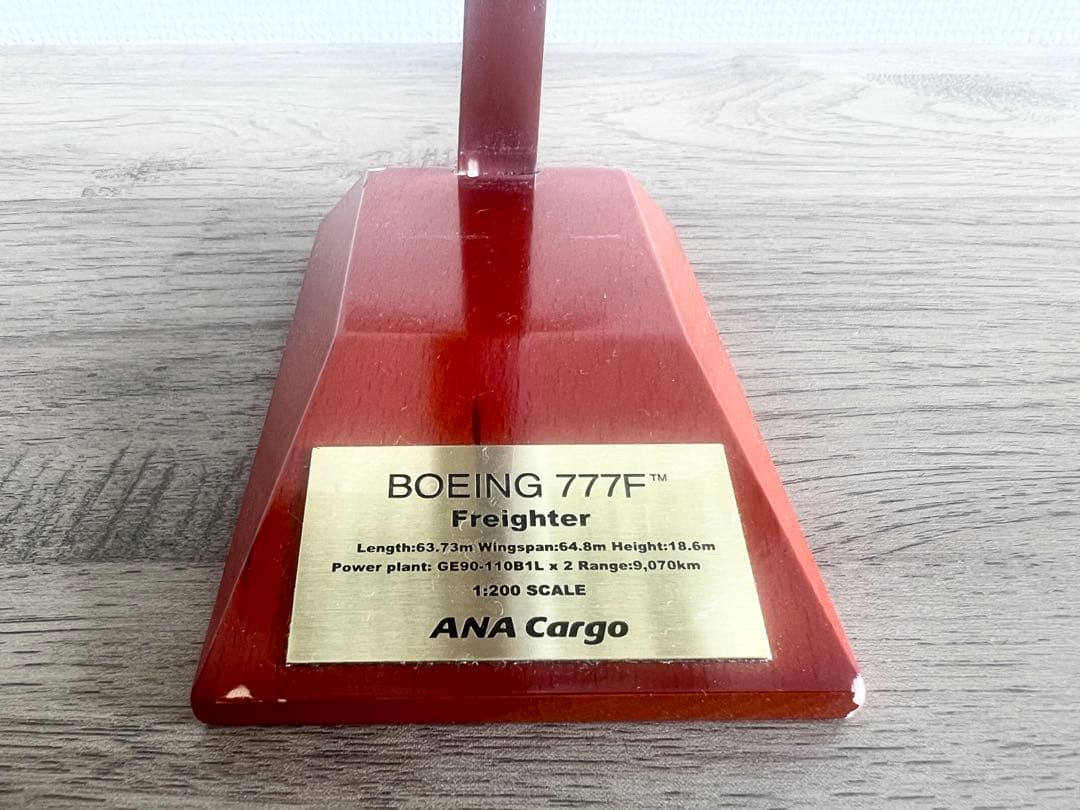 BOEING 777F™
Freighter
Length:63.73m Wingspan:64.8m Height:18.6m
Power plant: GE90-110B1L x 2 Range:9,070km
1:200 SCALE
ANA Cargo